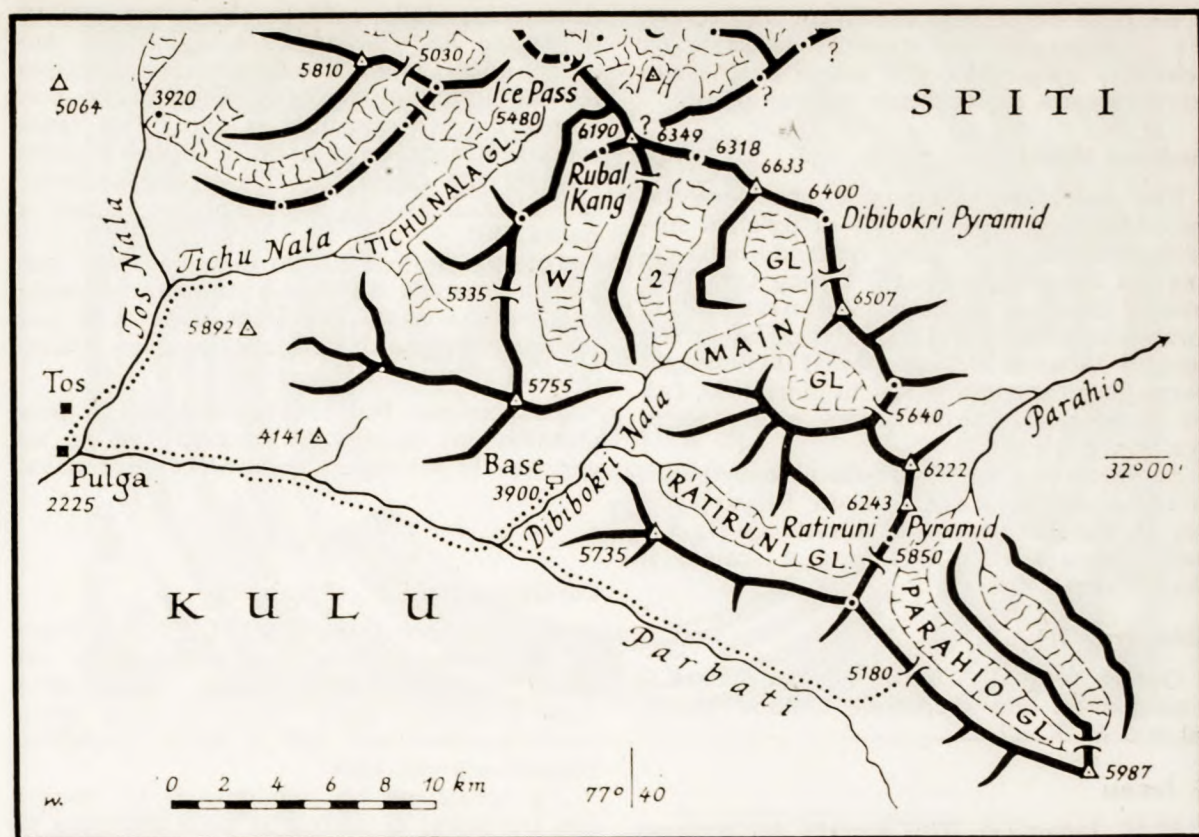 5810
5030
?
5064
3920
Ice Pass
5480
SPITI
6190
?
6349
6318
6633
6400
Rubal
Kang
Dibibokri Pyramid
TICHU NALA GL.
Tichu Nala
Tos Nala
W
2
GL
5335
6507
MAIN
5892
GL
Parahio
Tos
5755
5640
4141
Pulga
2225
Base
3900
Dibibokri Nala
6222
32° 00'
6243
RATIRUNI GL
Ratiruni Pyramid
5735
5850
KULU
PARAHIO GL.
Parbati
5180
5987
0 2 4 6 8 10 km
77° 40
w.
?
?